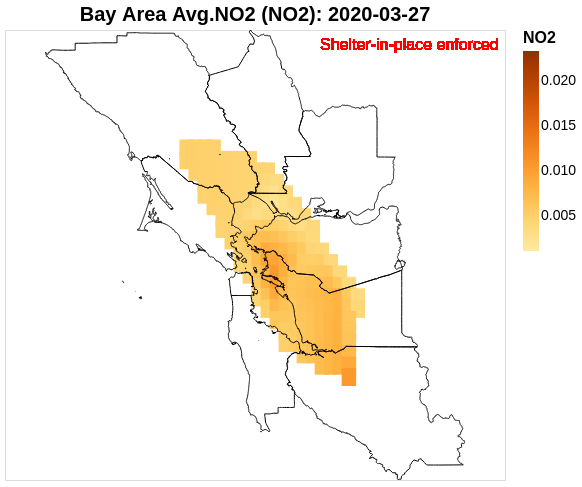 Bay Area Avg.NO2 (NO2): 2020-03-27
Shelter-in-place enforced
NO2
0.020
0.015
0.010
0.005